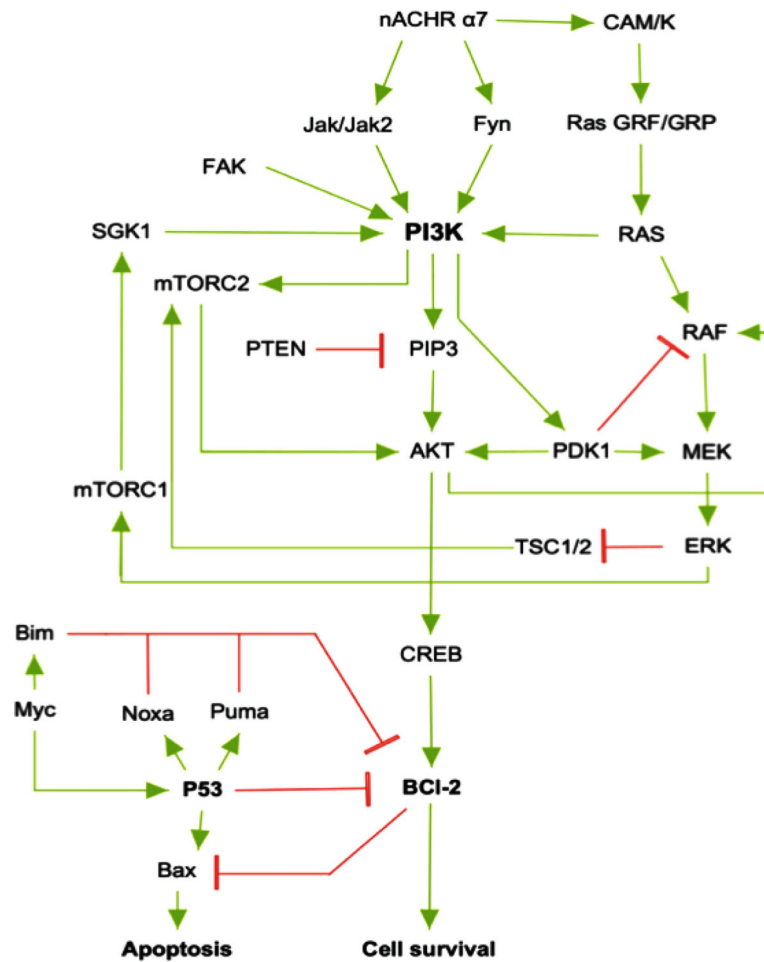 nACHR α7
CAM/K
Jak/Jak2
Fyn
Ras GRF/GRP
FAK
SGK1
PI3K
RAS
mTORC2
RAF
PTEN
PIP3
AKT
PDK1
MEK
mTORC1
TSC1/2
ERK
Bim
CREB
Myc
Noxa
Puma
P53
BCl-2
Bax
Apoptosis
Cell survival